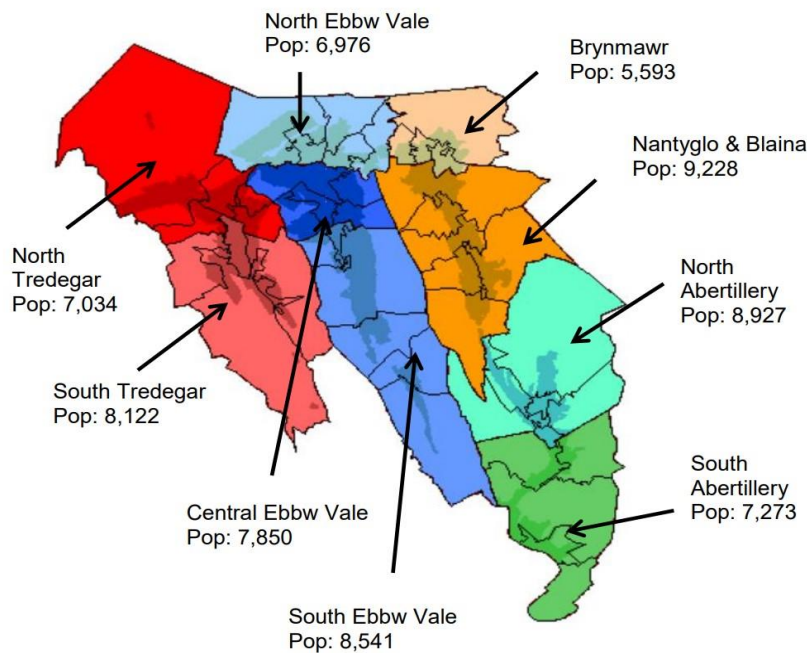 North Ebbw Vale
Pop: 6,976
Brynmawr
Pop: 5,593
Nantyglo & Blaina
Pop: 9,228
North
Tredegar
Pop: 7,034
North
Abertillery
Pop: 8,927
South Tredegar
Pop: 8,122
South
Abertillery
Pop: 7,273
Central Ebbw Vale
Pop: 7,850
South Ebbw Vale
Pop: 8,541